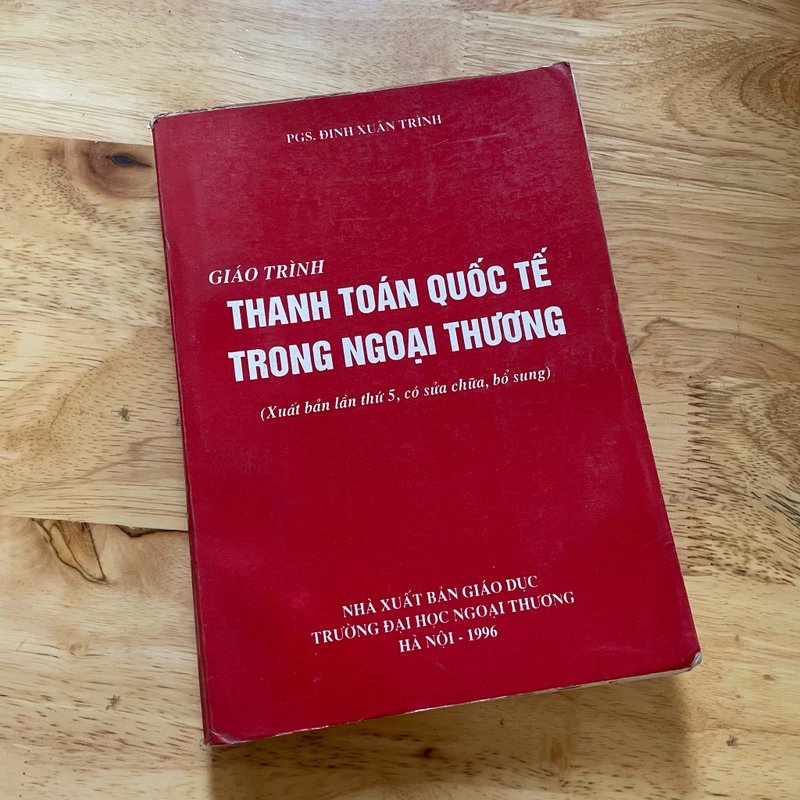 PGS. ĐINH XUÂN TRÌNH
GIÁO TRÌNH
THANH TOÁN QUỐC TẾ
TRONG NGOẠI THƯƠNG
(Xuất bản lần thứ 5, có sửa chữa, bổ sung)
NHÀ XUẤT BẢN GIÁO DỤC
TRƯỜNG ĐẠI HỌC NGOẠI THƯƠNG
HÀ NỘI - 1996